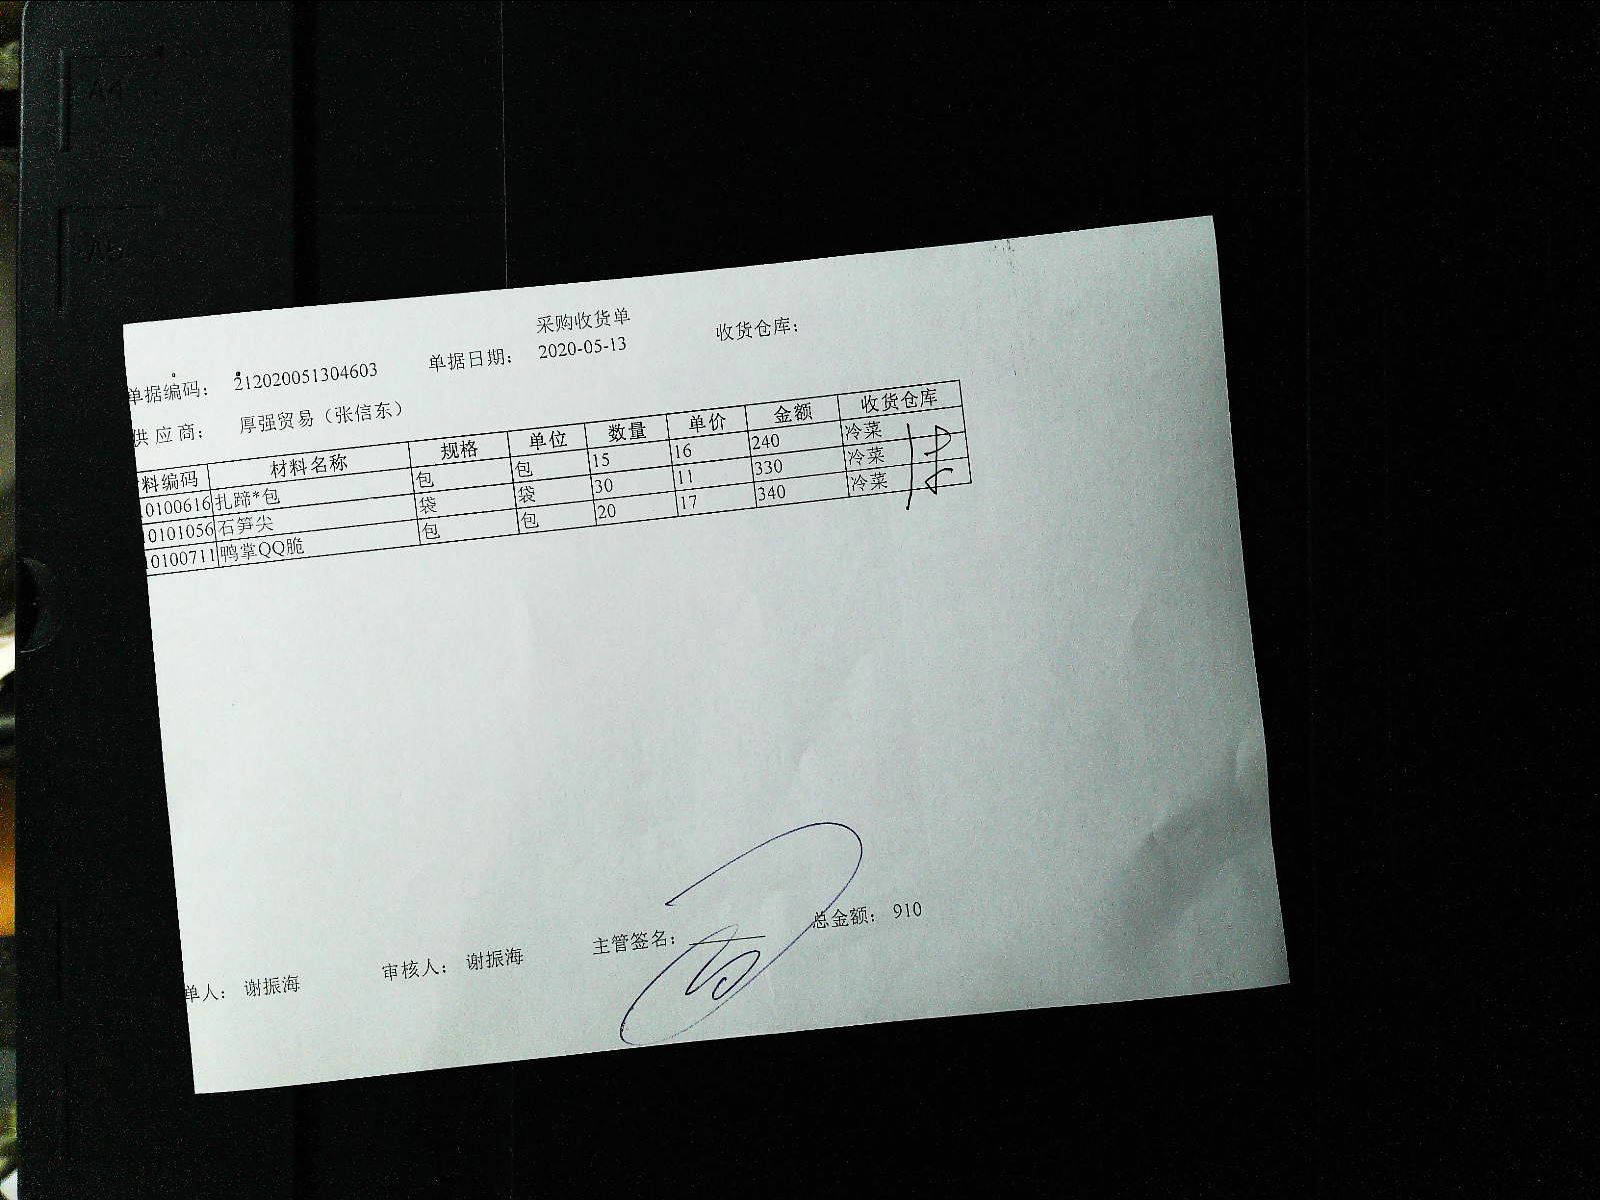 采购收货单
单据编码： 212020051304603 单据日期： 2020-05-13 收货仓库：
供应商： 厚强贸易（张信东）
料编码 材料名称 规格 单位 数量 单价 金额 收货仓库
0100616 扎蹄*包 包 包 15 16 240 冷菜
0101056 石笋尖 袋 袋 30 11 330 冷菜
0100711 鸭掌QQ脆 包 包 20 17 340 冷菜
单人： 谢振海 审核人： 谢振海 主管签名： 总金额： 910
A4
A5